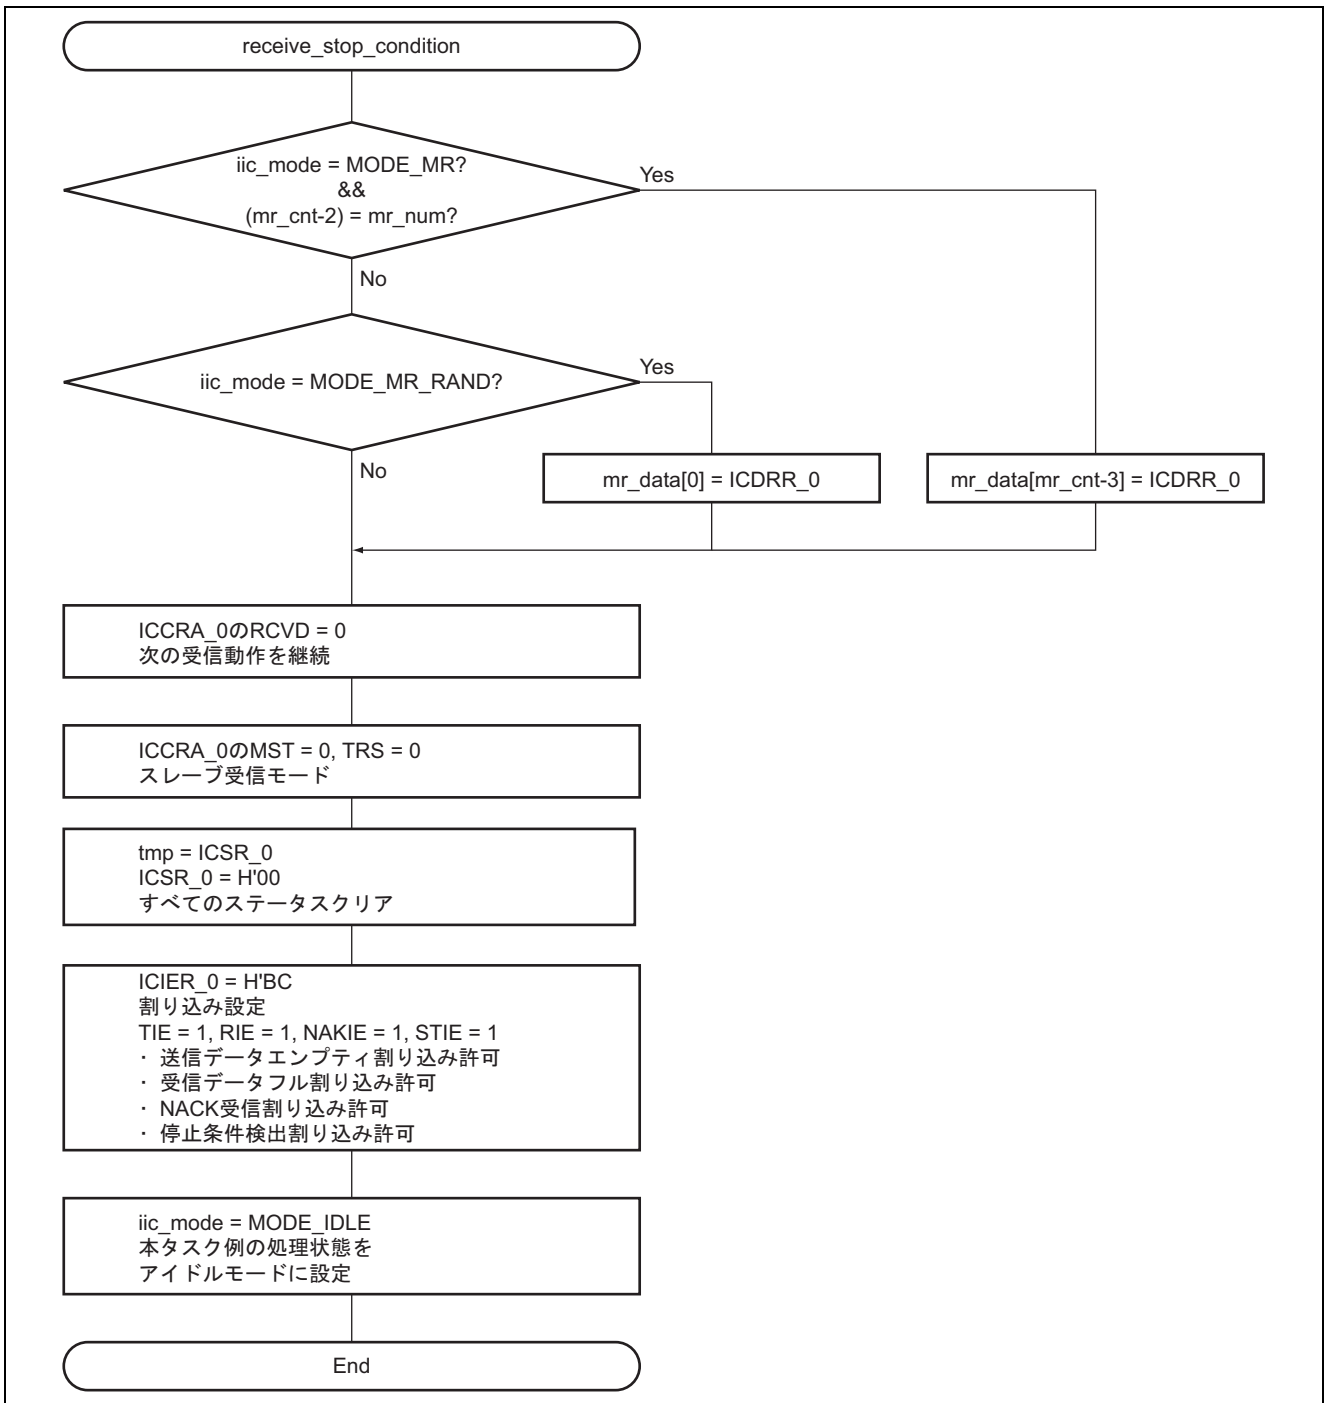 receive_stop_condition
iic_mode = MODE_MR?
&&
(mr_cnt-2) = mr_num?
Yes
No
iic_mode = MODE_MR_RAND?
Yes
No
mr_data[0] = ICDRR_0
mr_data[mr_cnt-3] = ICDRR_0
ICCRA_0のRCVD = 0
次の受信動作を継続
ICCRA_0のMST = 0, TRS = 0
スレーブ受信モード
tmp = ICSR_0
ICSR_0 = H'00
すべてのステータスクリア
ICIER_0 = H'BC
割り込み設定
TIE = 1, RIE = 1, NAKIE = 1, STIE = 1
・ 送信データエンプティ割り込み許可
・ 受信データフル割り込み許可
・ NACK受信割り込み許可
・ 停止条件検出割り込み許可
iic_mode = MODE_IDLE
本タスク例の処理状態を
アイドルモードに設定
End